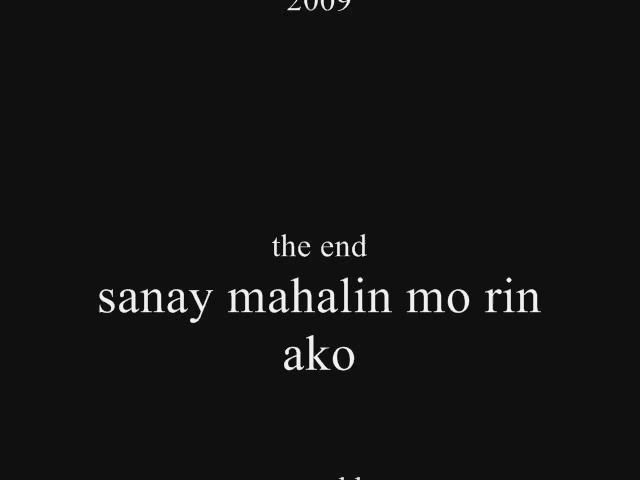 2009
the end
sanay mahalin mo rin
ako